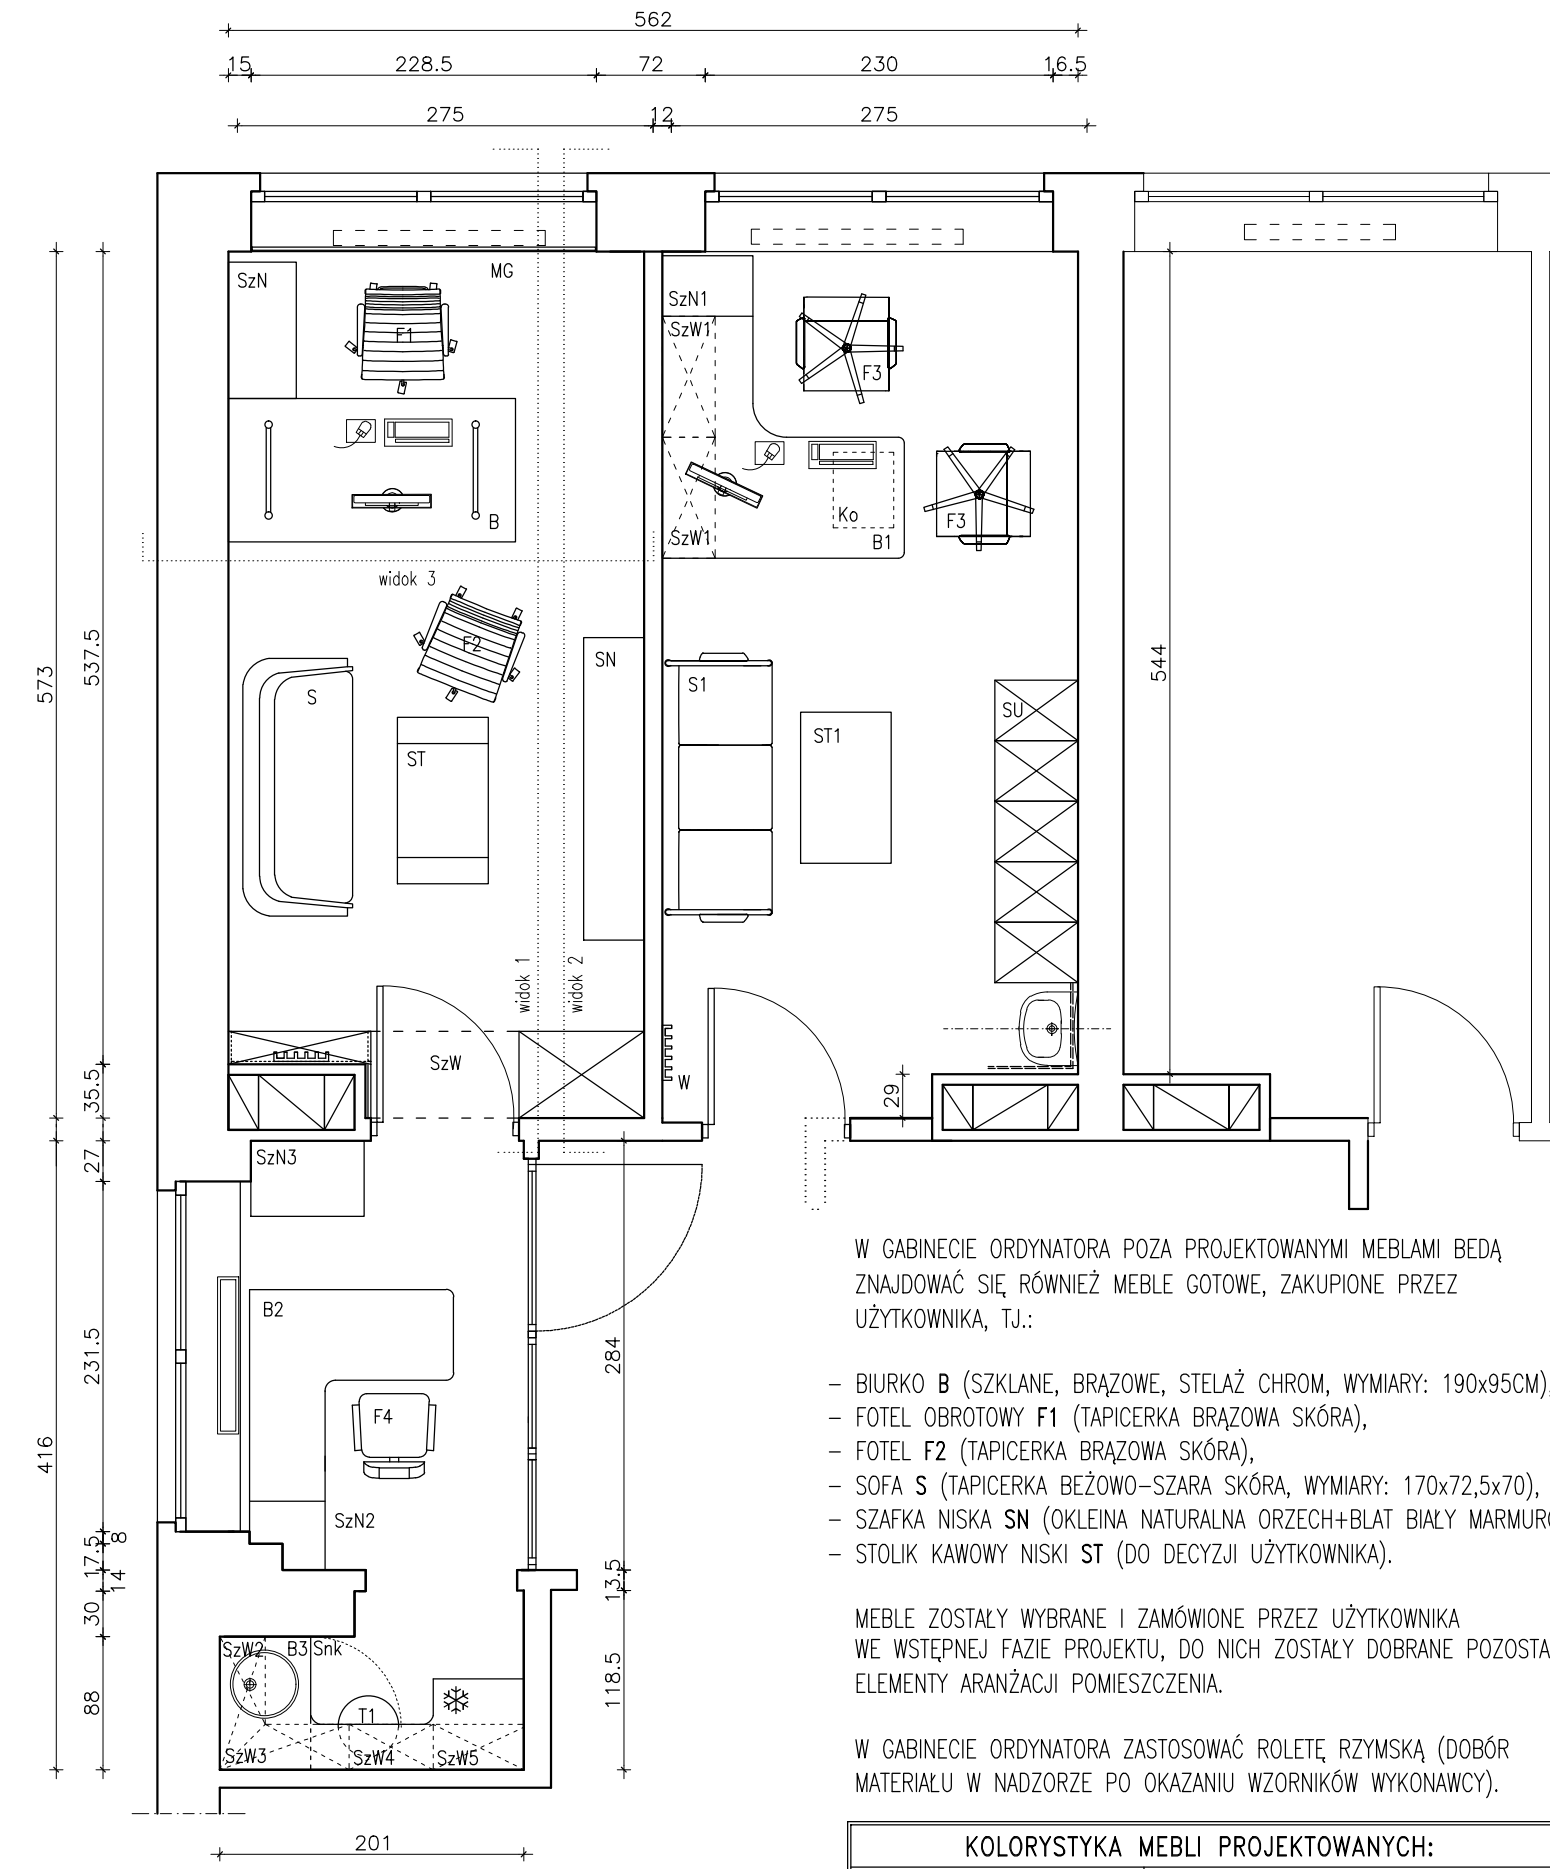 562
15 228.5 72 230 16.5
275 12 275
SzN
MG
F1
SzN1
SzW1
F3
B
Ko
F3
SzW1
B1
widok 3
F2
SN
573
537.5
544
S
S1
SU
ST
ST1
widok 1
widok 2
SzW
W
35.5
29
27
SzN3
B2
231.5
284
F4
416
SzN2
8
17.5
14
13.5
30
SzW2
B3
Snk
118.5
88
T1
SzW3
SzW4
SzW5
201
W GABINECIE ORDYNATORA POZA PROJEKTOWANYMI MEBLAMI BEDĄ
ZNAJDOWAĆ SIĘ RÓWNIEŻ MEBLE GOTOWE, ZAKUPIONE PRZEZ
UŻYTKOWNIKA, TJ.:
– BIURKO B (SZKLANE, BRĄZOWE, STELAŻ CHROM, WYMIARY: 190x95CM),
– FOTEL OBROTOWY F1 (TAPICERKA BRĄZOWA SKÓRA),
– FOTEL F2 (TAPICERKA BRĄZOWA SKÓRA),
– SOFA S (TAPICERKA BEŻOWO–SZARA SKÓRA, WYMIARY: 170x72,5x70),
– SZAFKA NISKA SN (OKLEINA NATURALNA ORZECH+BLAT BIAŁY MARMUR
– STOLIK KAWOWY NISKI ST (DO DECYZJI UŻYTKOWNIKA).
MEBLE ZOSTAŁY WYBRANE I ZAMÓWIONE PRZEZ UŻYTKOWNIKA
WE WSTĘPNEJ FAZIE PROJEKTU, DO NICH ZOSTAŁY DOBRANE POZOSTA
ELEMENTY ARANŻACJI POMIESZCZENIA.
W GABINECIE ORDYNATORA ZASTOSOWAĆ ROLETĘ RZYMSKĄ (DOBÓR
MATERIAŁU W NADZORZE PO OKAZANIU WZORNIKÓW WYKONAWCY).
KOLORYSTYKA MEBLI PROJEKTOWANYCH: